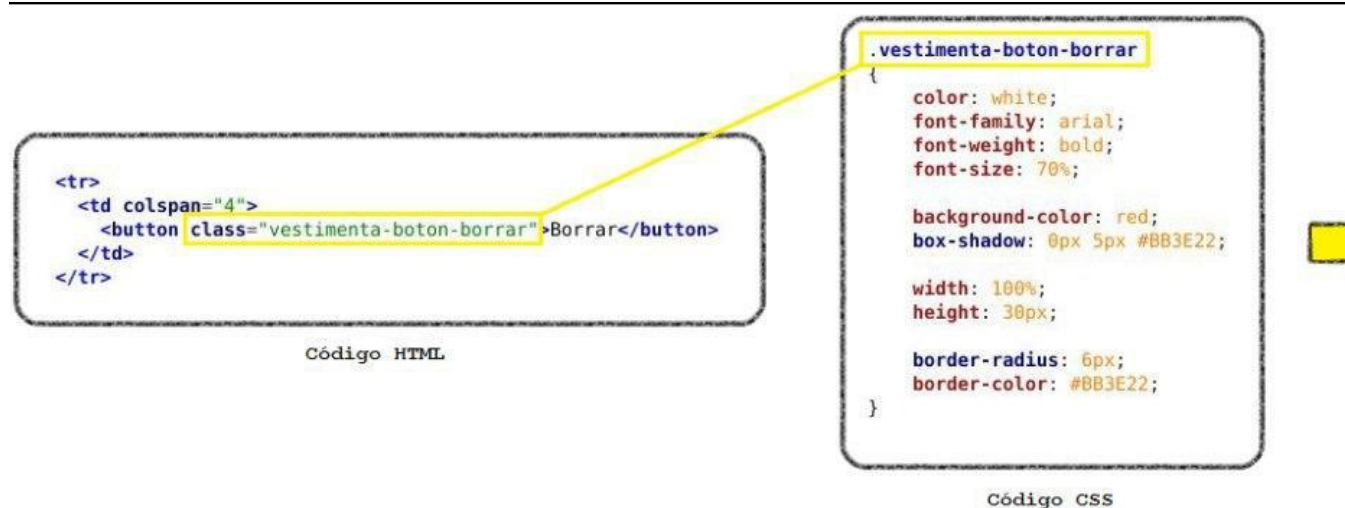 <tr>
<td colspan="4">
<button class="vestimenta-boton-borrar">Borrar</button>
</td>
</tr>
Código HTML
.vestimenta-boton-borrar
{
color: white;
font-family: arial;
font-weight: bold;
font-size: 70%;
background-color: red;
box-shadow: 0px 5px #BB3E22;
width: 100%;
height: 30px;
border-radius: 6px;
border-color: #BB3E22;
}
Código CSS